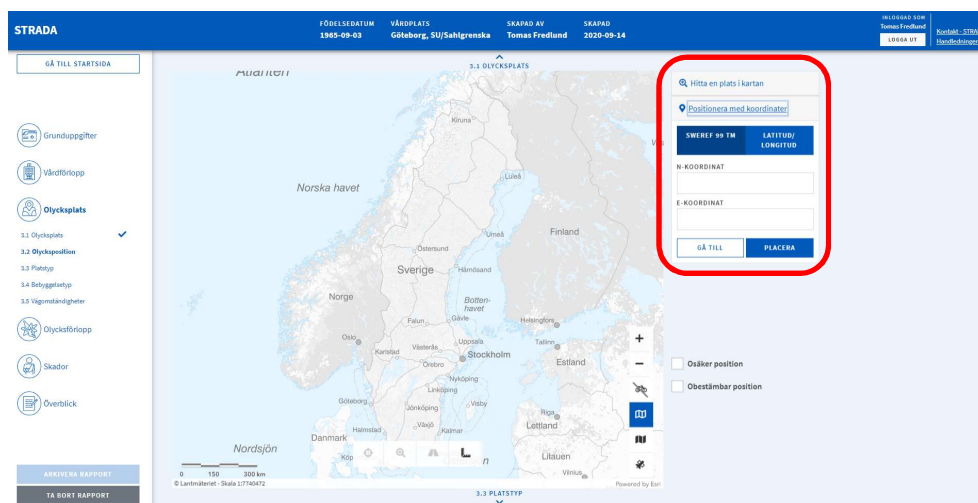 STRADA
FÖDELSEDATUM
1965-09-03
VÅRDPLATS
Göteborg, SU/Sahlgrenska
SKAPAD AV
Tomas Fredlund
SKAPAD
2020-09-14
INLOGGAD SOM
Tomas Fredlund
LOGGA UT
Kontakt - STRA
Handledningen
GÅ TILL STARTSIDA
Grunduppgifter
Vårdförlopp
Olycksplats
3.1 Olycksplats
3.2 Olycksposition
3.3 Platstyp
3.4 Bebyggelsetyp
3.5 Vägomständigheter
Olycksförlopp
Skador
Överblick
ARKIVERA RAPPORT
TA BORT RAPPORT
3.1 OLYCKSPLATS
Atlanten
Kiruna
Norska havet
Luleå
Umeå
Finland
Östersund
Sverige
Härnösand
Norge
Botten-
havet
Falun
Gävle
Helsingfors
Oslo
Västerås
Uppsala
Tallinn
Karlstad
Stockholm
Örebro
Estland
Nyköping
Linköping
Göteborg
Jönköping
Visby
Riga
Halmstad
Växjö
Kalmar
Lettland
Danmark
Nordsjön
Köp
n
Litauen
Vilnius
0 150 300 km
© Lantmäteriet - Skala 1:7740472
Powered by Esri
3.3 PLATSTYP
Hitta en plats i kartan
Positionera med koordinater
SWEREF 99 TM
LATITUD/
LONGITUD
N-KOORDINAT
E-KOORDINAT
GÅ TILL
PLACERA
Osäker position
Obestämbar position